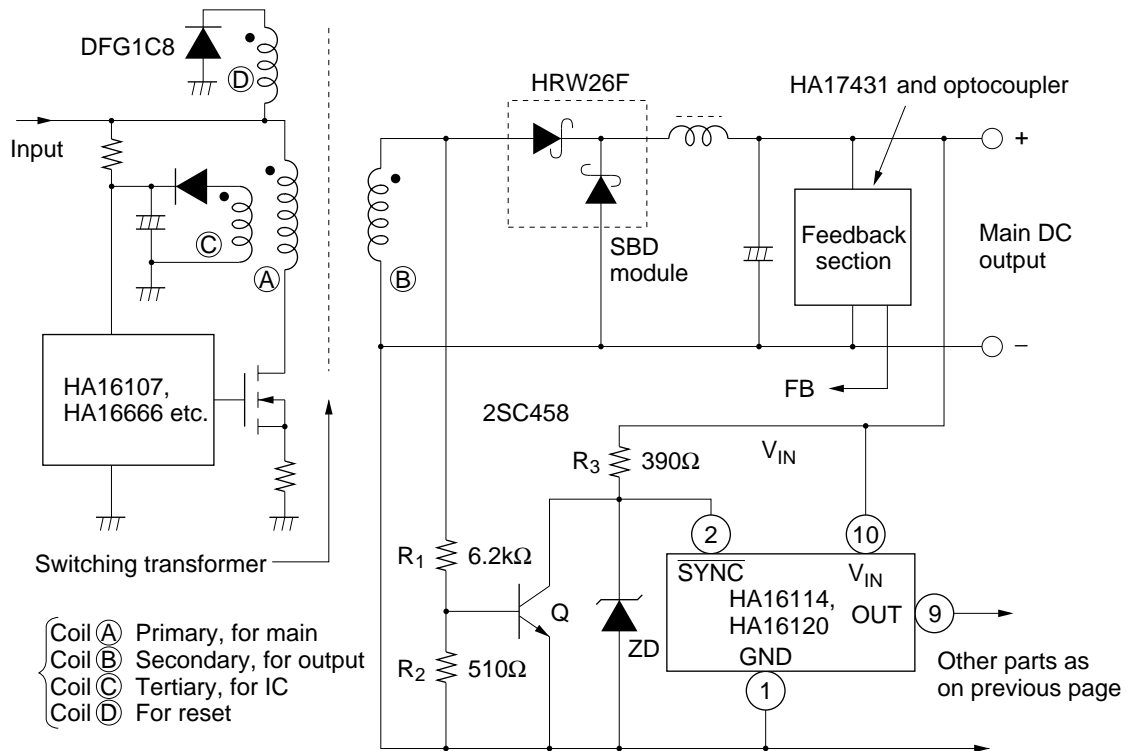 DFG1C8
D
Input
C
A
HA16107,
HA16666 etc.
Switching transformer
Coil A Primary, for main
Coil B Secondary, for output
Coil C Tertiary, for IC
Coil D For reset
HRW26F
SBD
module
B
HA17431 and optocoupler
Feedback
section
+
Main DC
output
−
FB
2SC458
R3 390Ω
VIN
R1 6.2kΩ
Q
R2 510Ω
ZD
2
10
SYNC
VIN
HA16114,
HA16120
OUT
9
GND
1
Other parts as
on previous page